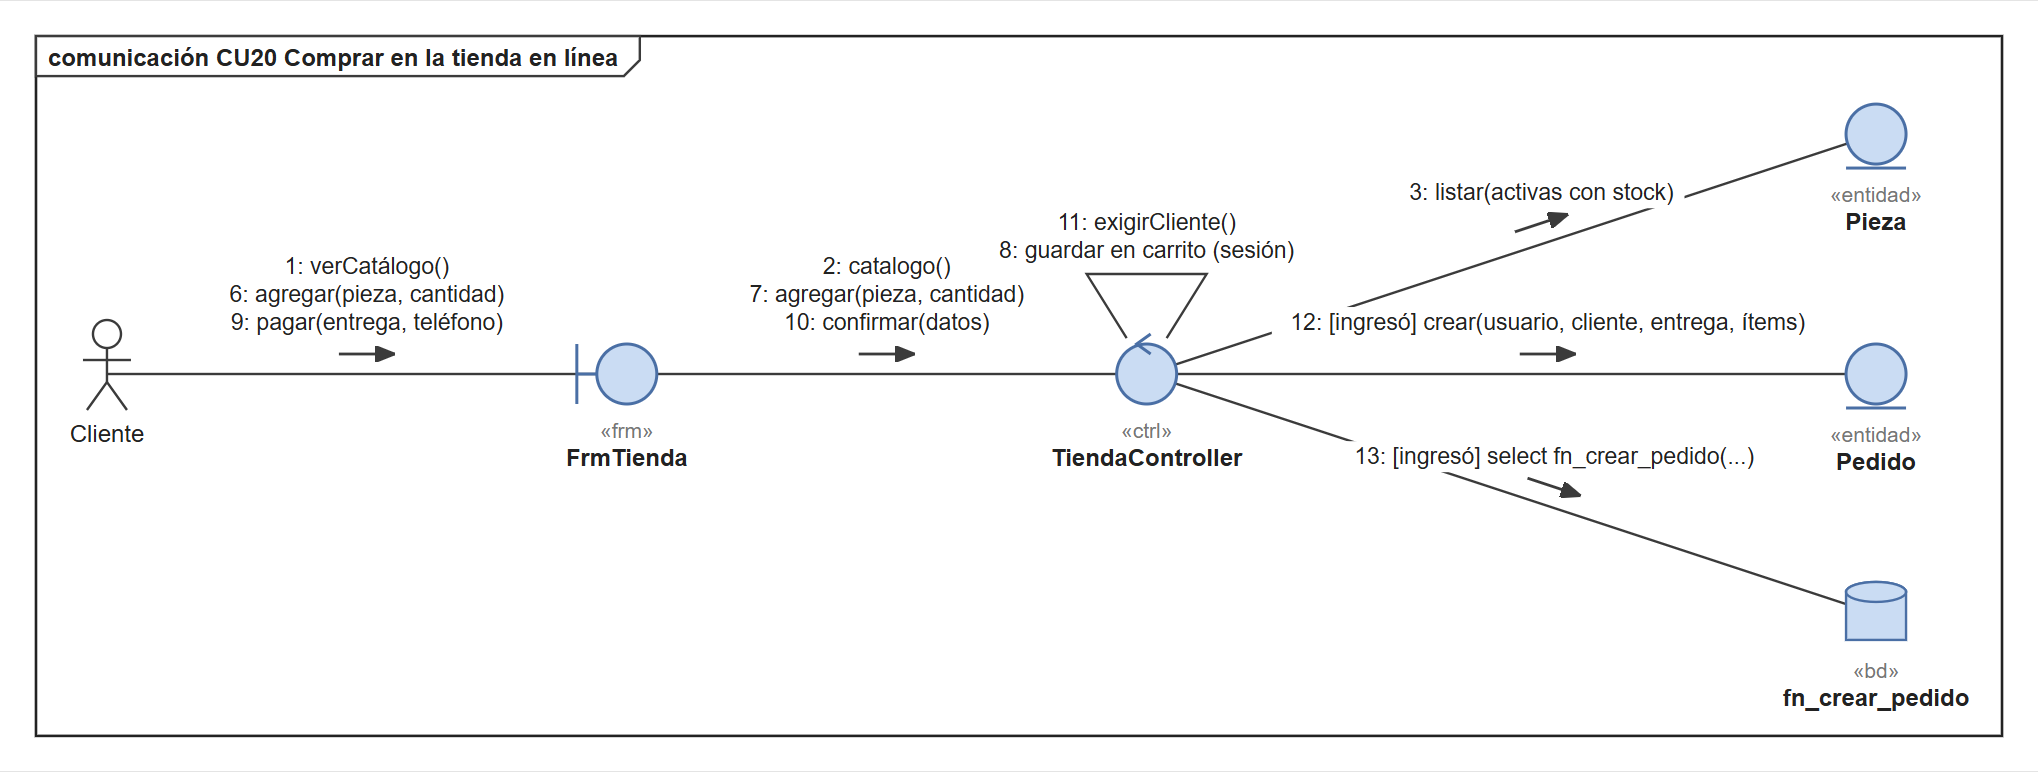 comunicación CU20 Comprar en la tienda en línea
3: listar(activas con stock)
«entidad»
Pieza
11: exigirCliente()
8: guardar en carrito (sesión)
1: verCatálogo()
6: agregar(pieza, cantidad)
9: pagar(entrega, teléfono)
2: catalogo()
7: agregar(pieza, cantidad)
10: confirmar(datos)
12: [ingresó] crear(usuario, cliente, entrega, ítems)
Cliente
«frm»
FrmTienda
«ctrl»
TiendaController
«entidad»
Pedido
13: [ingresó] select fn_crear_pedido(...)
«bd»
fn_crear_pedido